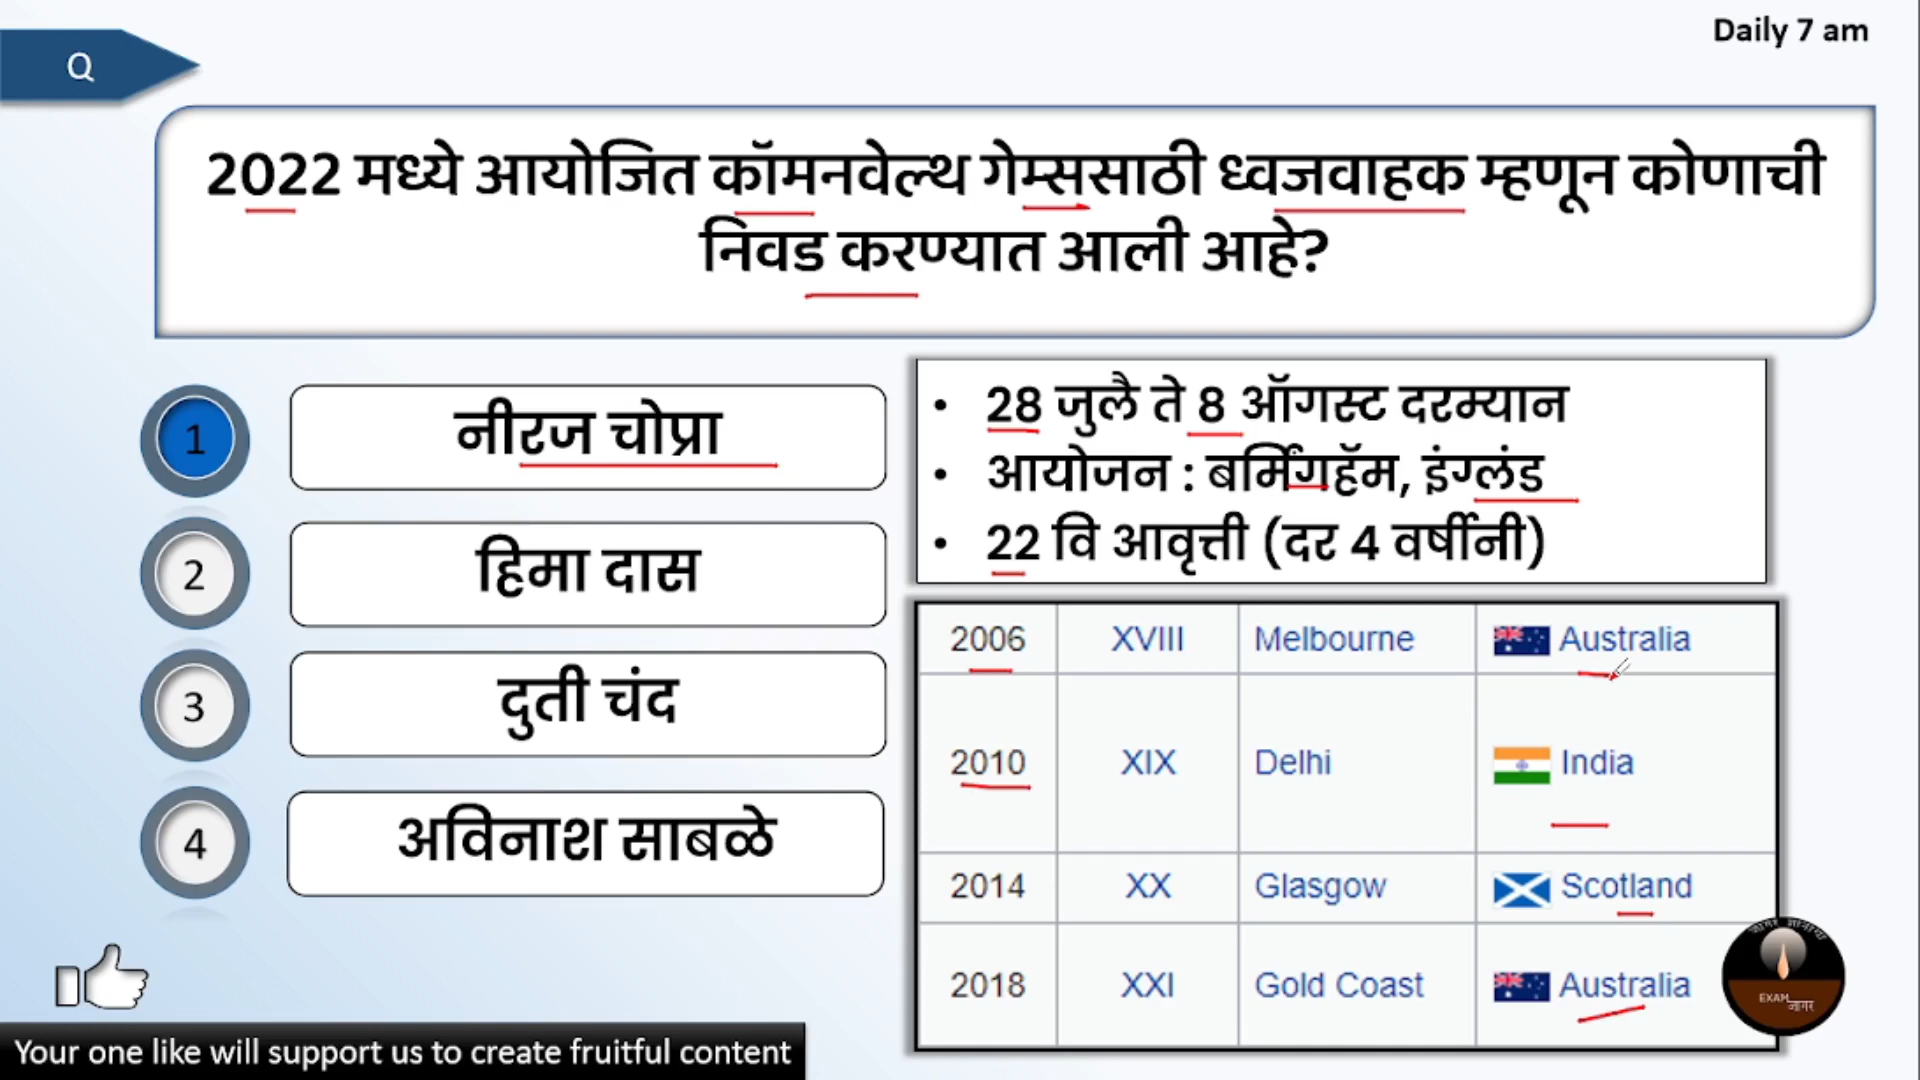 Daily 7 am
Q
2022 मध्ये आयोजित कॉमनवेल्थ गेम्ससाठी ध्वजवाहक म्हणून कोणाची
निवड करण्यात आली आहे?
1 नीरज चोप्रा
2 हिमा दास
3 दुती चंद
4 अविनाश साबळे
• 28 जुलै ते 8 ऑगस्ट दरम्यान
• आयोजन : बर्मिंगहॅम, इंग्लंड
• 22 वि आवृत्ती (दर 4 वर्षीनी)
2006 XVIII Melbourne Australia
2010 XIX Delhi India
2014 XX Glasgow Scotland
2018 XXI Gold Coast Australia
EXAM जागर
Your one like will support us to create fruitful content